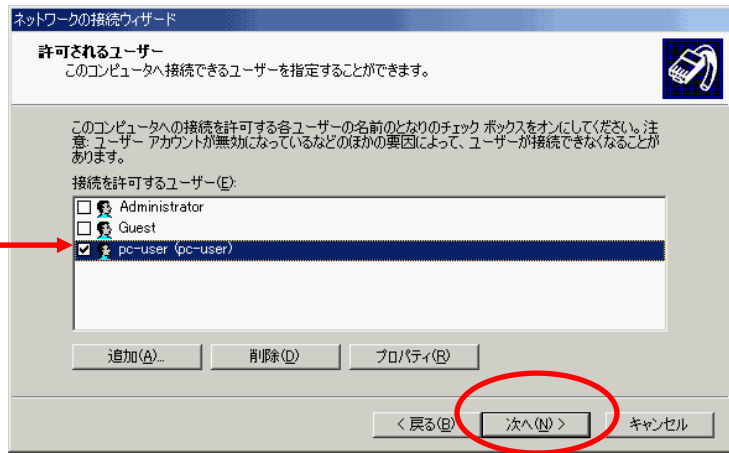 ネットワークの接続ウィザード
許可されるユーザー
このコンピュータへ接続できるユーザーを指定することができます。
このコンピュータへの接続を許可する各ユーザーの名前のとなりのチェック ボックスをオンにしてください。注
意: ユーザー アカウントが無効になっているなどのほかの要因によって、ユーザーが接続できなくなることが
あります。
接続を許可するユーザー(E):
Administrator
Guest
pc-user (pc-user)
追加(A)... 削除(D) プロパティ(R)
< 戻る(B) 次へ(N) > キャンセル